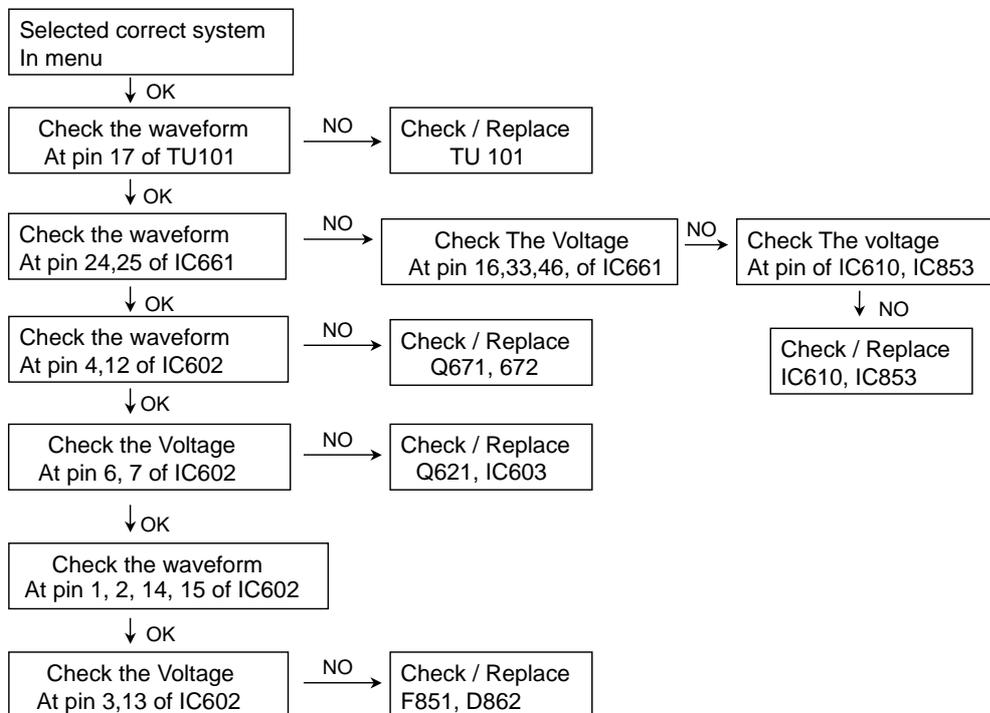 Selected correct system
In menu
OK
Check the waveform
At pin 17 of TU101
NO
Check / Replace
TU 101
OK
Check the waveform
At pin 24,25 of IC661
NO
Check The Voltage
At pin 16,33,46, of IC661
NO
Check The voltage
At pin of IC610, IC853
NO
Check / Replace
IC610, IC853
OK
Check the waveform
At pin 4,12 of IC602
NO
Check / Replace
Q671, 672
OK
Check the Voltage
At pin 6, 7 of IC602
NO
Check / Replace
Q621, IC603
OK
Check the waveform
At pin 1, 2, 14, 15 of IC602
OK
Check the Voltage
At pin 3,13 of IC602
NO
Check / Replace
F851, D862